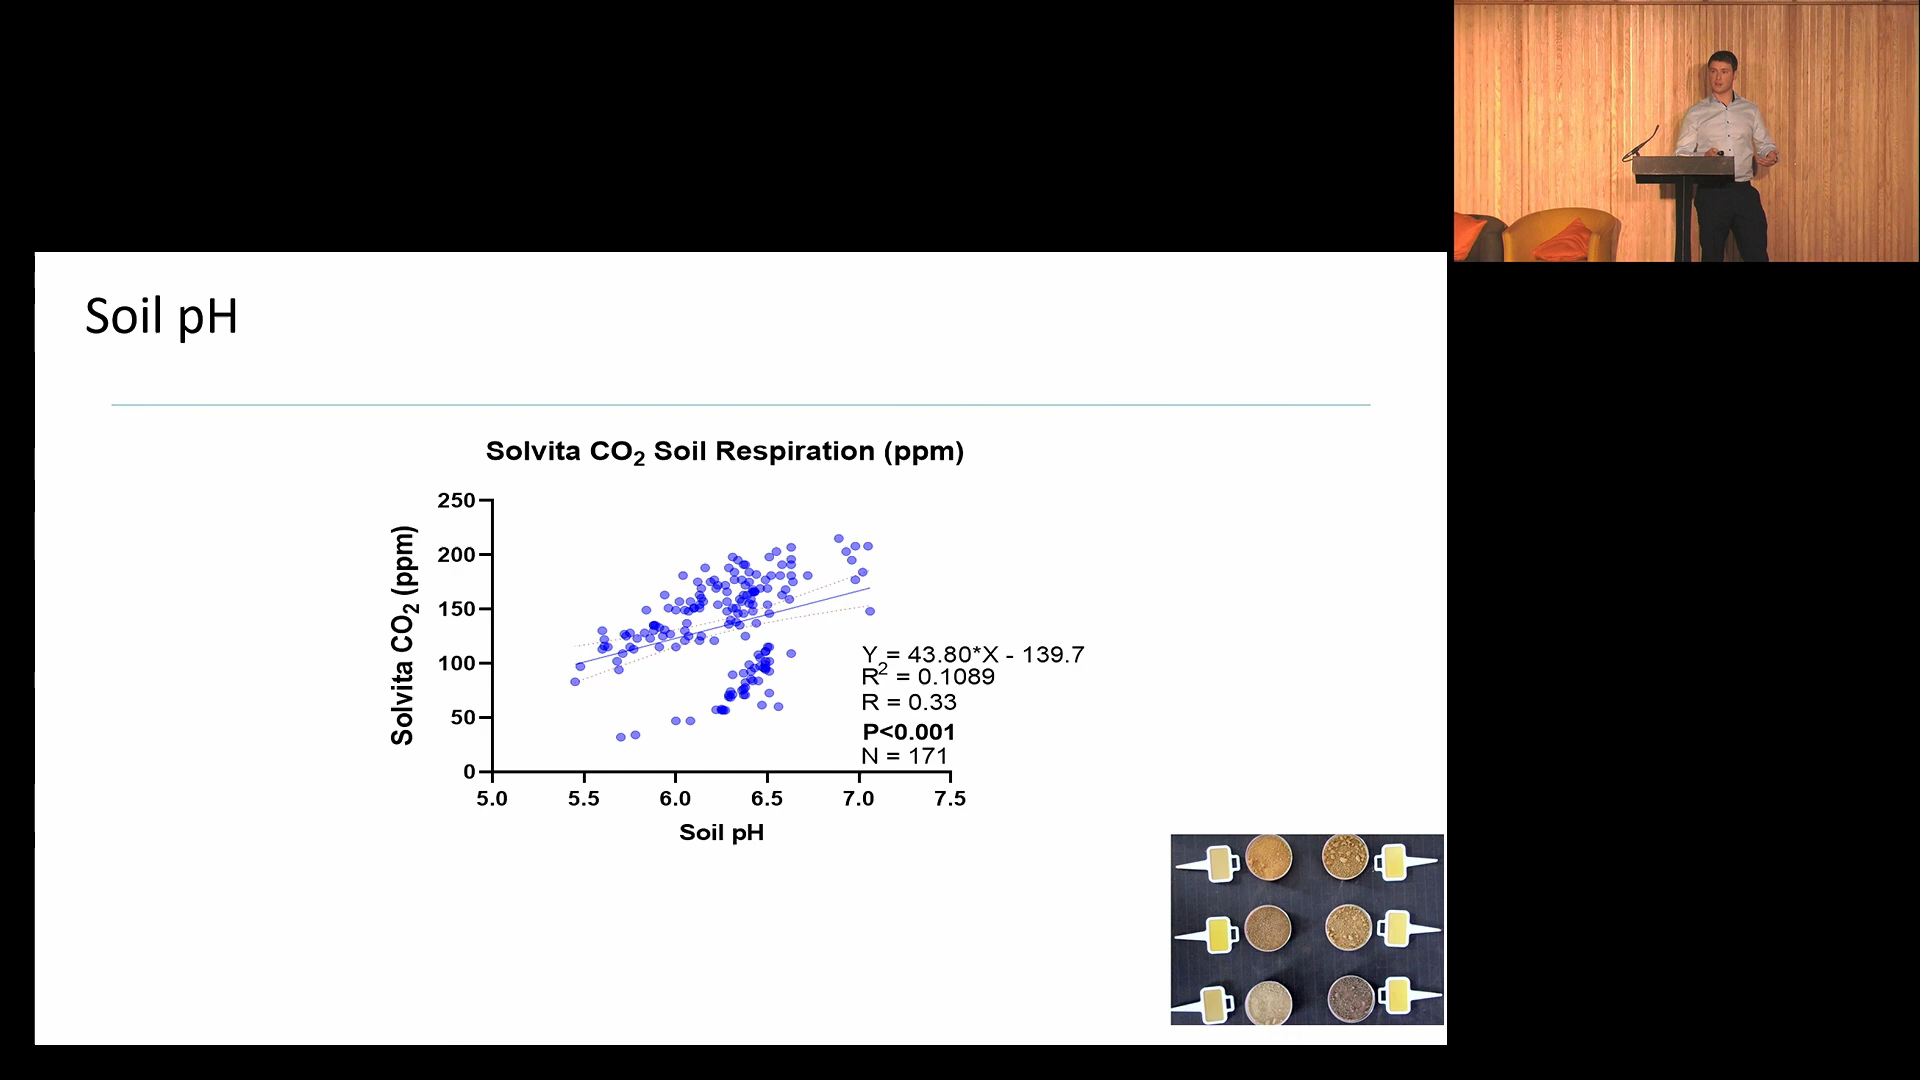 Soil pH
Solvita CO₂ Soil Respiration (ppm)
Solvita CO₂ (ppm)
250
200
150
100
50
0
5.0 5.5 6.0 6.5 7.0 7.5
Soil pH
Y = 43.80*X - 139.7
R² = 0.1089
R = 0.33
P<0.001
N = 171